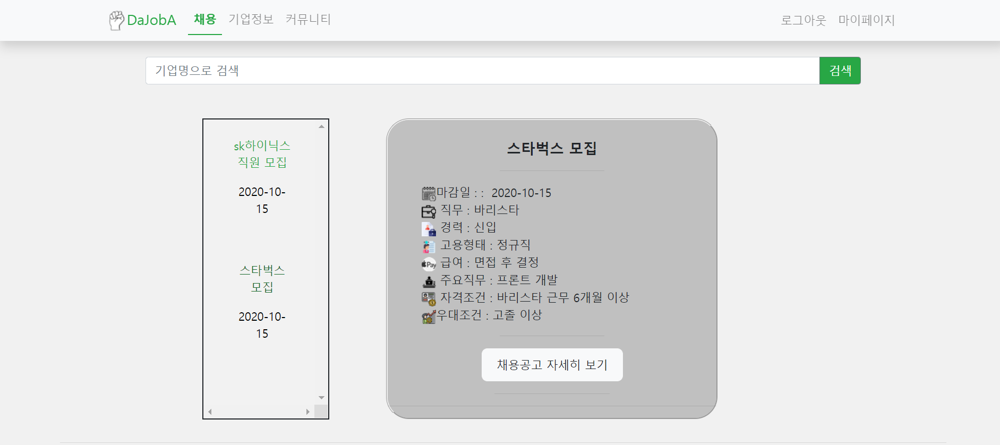 DaJobA 채용 기업정보 커뮤니티 로그아웃 마이페이지
기업명으로 검색 검색
sk하이닉스
직원 모집
2020-10-
15
스타벅스
모집
2020-10-
15
스타벅스 모집
마감일 : : 2020-10-15
직무 : 바리스타
경력 : 신입
고용형태 : 정규직
Pay 급여 : 면접 후 결정
주요직무 : 프론트 개발
자격조건 : 바리스타 근무 6개월 이상
우대조건 : 고졸 이상
채용공고 자세히 보기